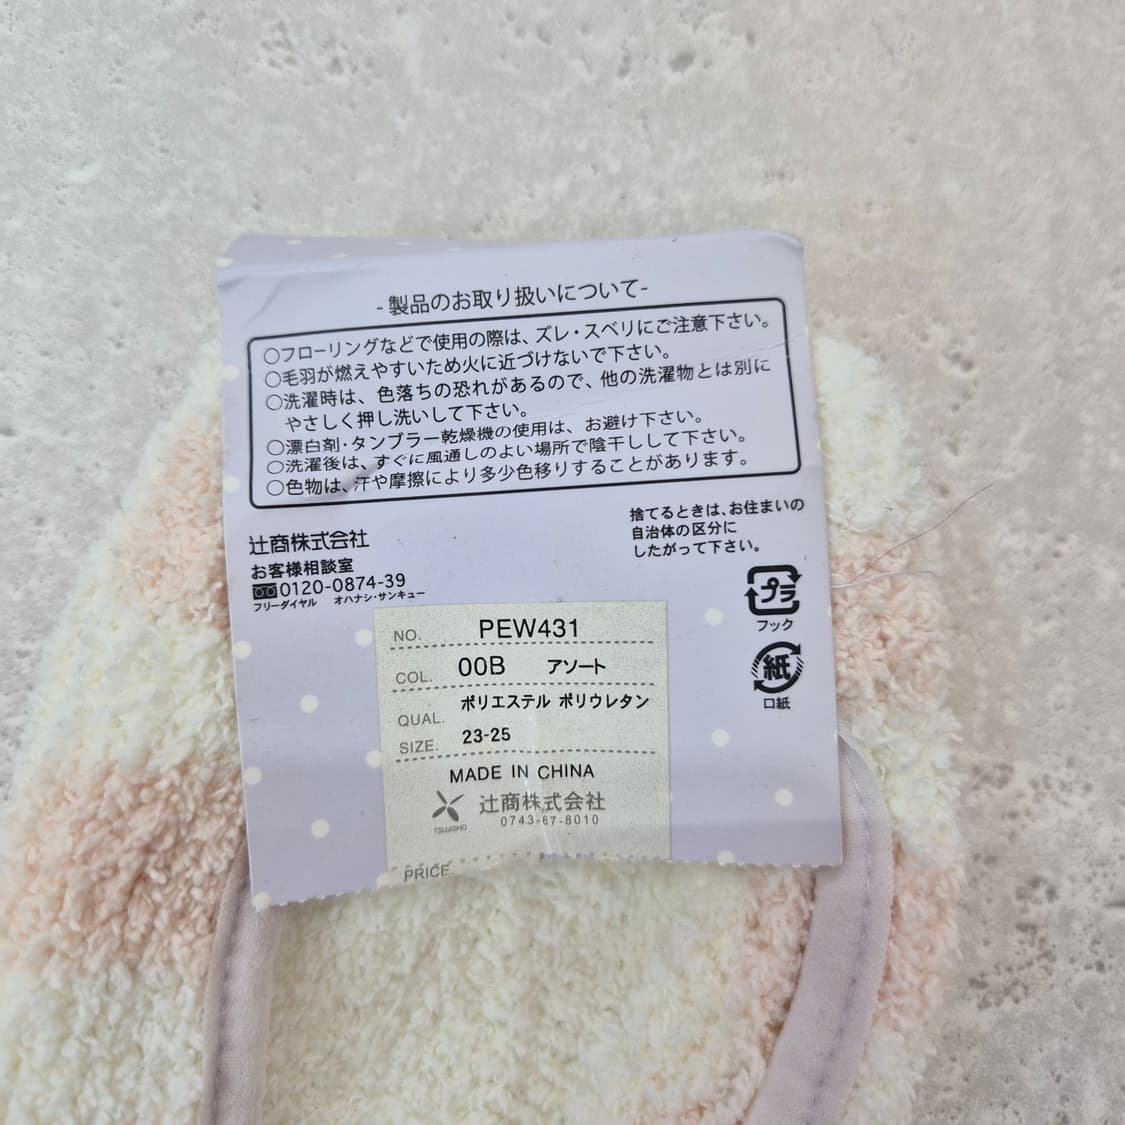 -製品のお取り扱いについて-
○フローリングなどで使用の際は、ズレ・スベリにご注意下さい。
○毛羽が燃えやすいため火に近づけないで下さい。
○洗濯時は、色落ちの恐れがあるので、他の洗濯物とは別に
やさしく押し洗いして下さい。
○漂白剤・タンブラー乾燥機の使用は、お避け下さい。
○洗濯後は、すぐに風通しのよい場所で陰干しして下さい。
○色物は、汗や摩擦により多少色移りすることがあります。
辻商株式会社
お客様相談室
0120-0874-39
フリーダイヤル オハナシ・サンキュー
捨てるときは、お住まいの
自治体の区分に
したがって下さい。
プラ
フック
紙
口紙
NO. PEW431
COL. 00B アソート
QUAL. ポリエステル ポリウレタン
SIZE. 23-25
MADE IN CHINA
TSUJISHO
辻商株式会社
0743-67-8010
PRICE